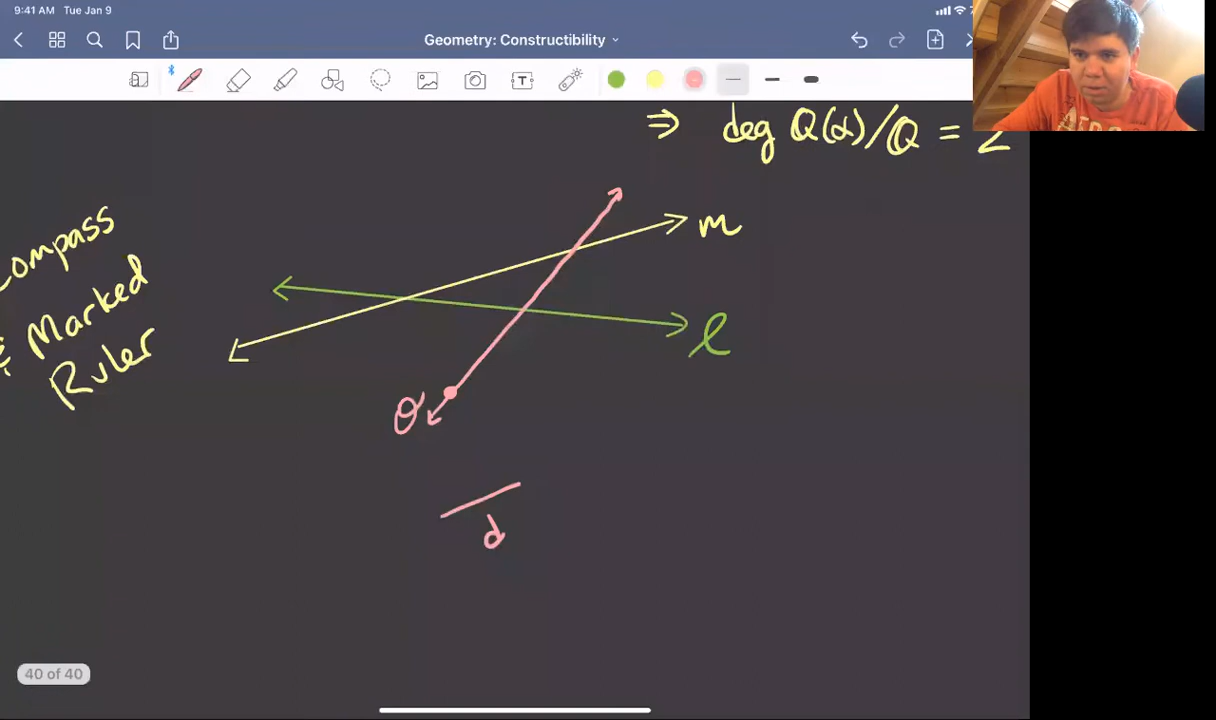 9:41 AM Tue Jan 9
Geometry: Constructibility
⇒ deg Q(α)/Q = 2
m
Compass
& Marked
Ruler
ℓ
O
d
40 of 40